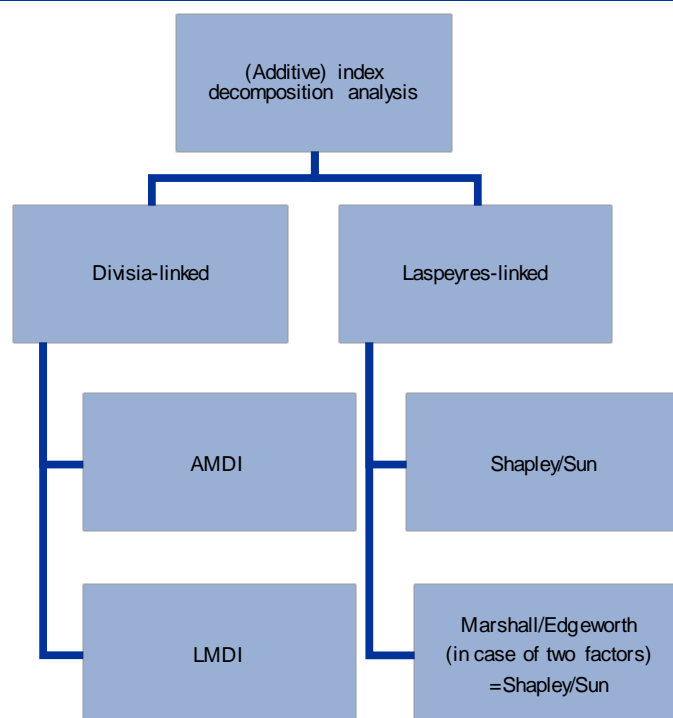 (Additive) index
decomposition analysis
Divisia-linked
Laspeyres-linked
AMDI
Shapley/Sun
LMDI
Marshall/Edgeworth
(in case of two factors)
=Shapley/Sun